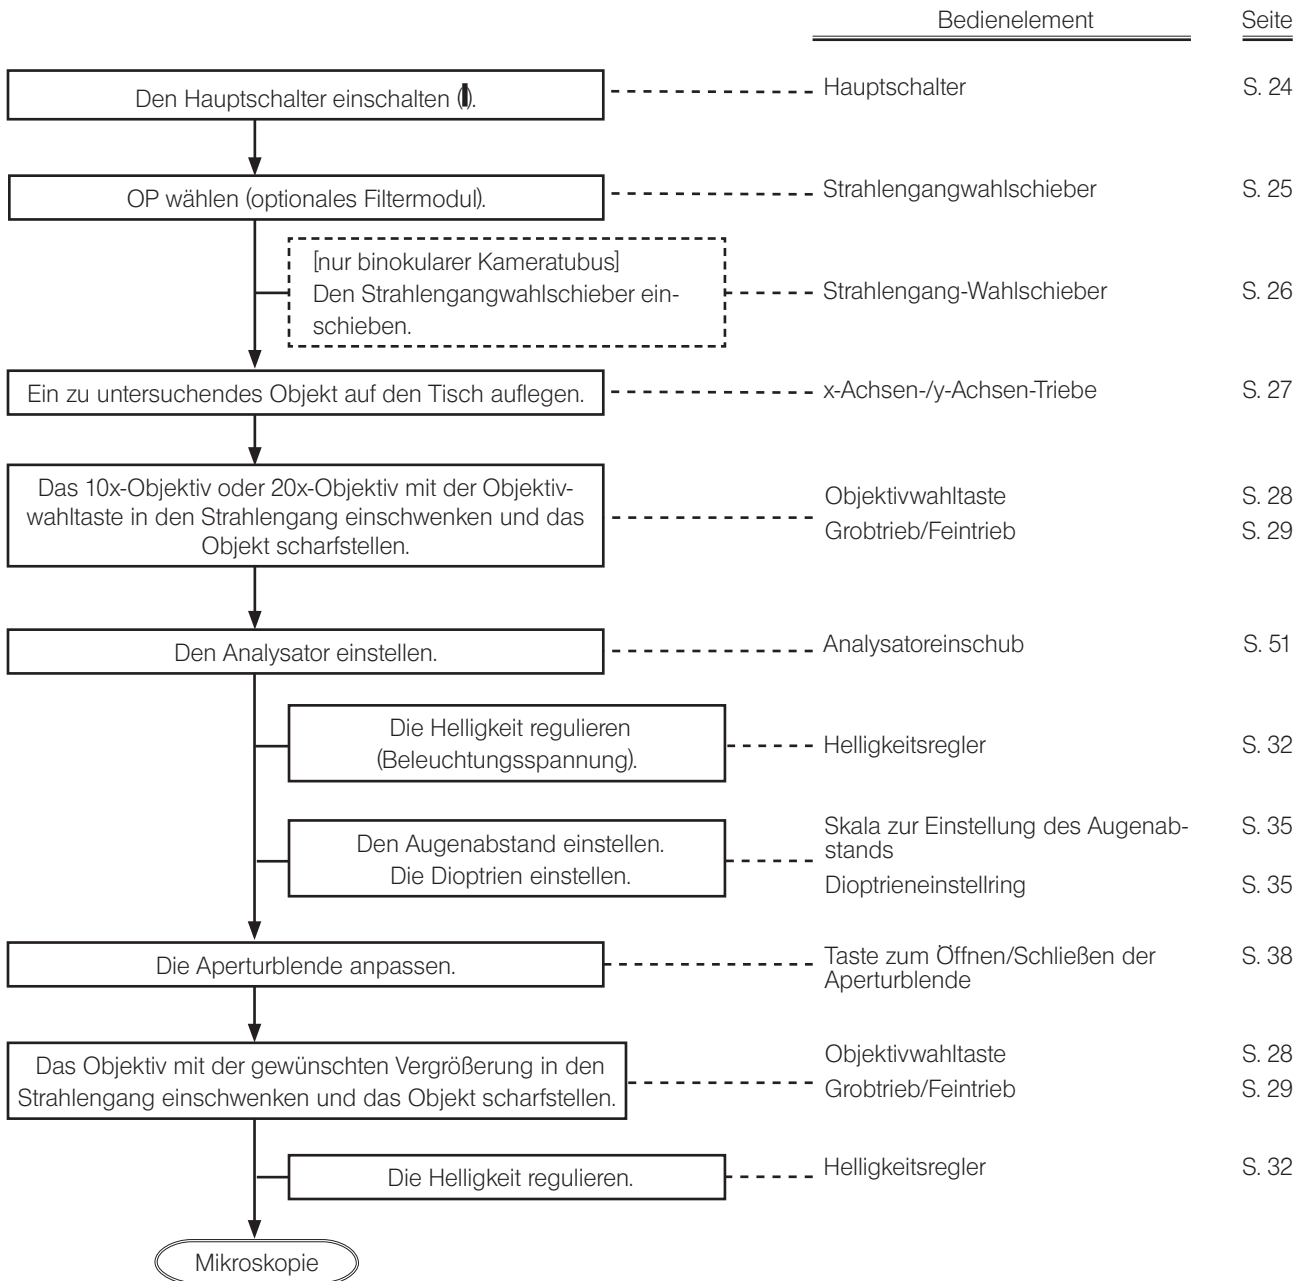 Bedienelement Seite
Den Hauptschalter einschalten (I). Hauptschalter S. 24
OP wählen (optionales Filtermodul). Strahlengangwahlschieber S. 25
[nur binokularer Kameratubus]
Den Strahlengangwahlschieber ein-
schieben.
Strahlengang-Wahlschieber S. 26
Ein zu untersuchendes Objekt auf den Tisch auflegen. x-Achsen-/y-Achsen-Triebe S. 27
Das 10x-Objektiv oder 20x-Objektiv mit der Objektiv-
wahltaste in den Strahlengang einschwenken und das
Objekt scharfstellen.
Objektivwahltaste S. 28
Grobtrieb/Feintrieb S. 29
Den Analysator einstellen. Analysatoreinschub S. 51
Die Helligkeit regulieren
(Beleuchtungsspannung).
Helligkeitsregler S. 32
Den Augenabstand einstellen.
Die Dioptrien einstellen.
Skala zur Einstellung des Augenab- S. 35
stands
Dioptrieneinstellring S. 35
Die Aperturblende anpassen.
Taste zum Öffnen/Schließen der S. 38
Aperturblende
Das Objektiv mit der gewünschten Vergrößerung in den
Strahlengang einschwenken und das Objekt scharfstellen.
Objektivwahltaste S. 28
Grobtrieb/Feintrieb S. 29
Die Helligkeit regulieren. Helligkeitsregler S. 32
Mikroskopie